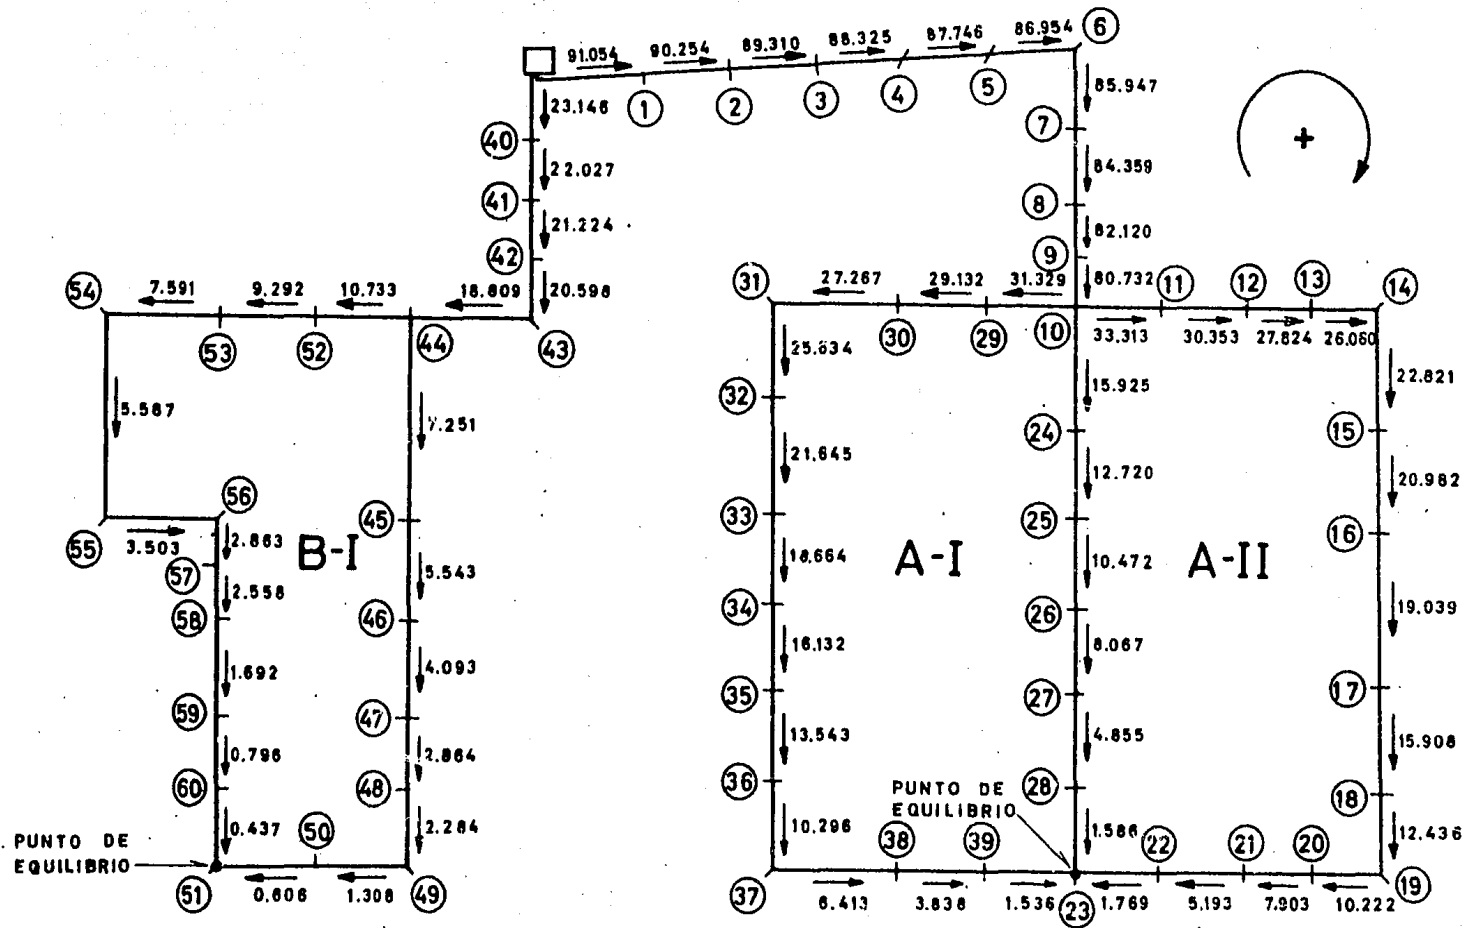 91.054 90.254 89.310 88.325 87.746 86.954 6
1 2 3 4 5
23.146 85.947
40 7 +
22.027 84.359
41 8
21.224 82.120
42 9
54 7.591 9.292 10.733 18.809 20.598 31 27.267 29.132 31.329 80.732 11 12 13 14
53 52 44 43 30 29 10 33.313 30.353 27.824 26.060
25.634
5.587 7.251 32 15.925 22.821
24 15
21.645 12.720 20.982
56 45 33 25 16
55 3.503 2.863 B-I A-I A-II
57 5.543 18.664 10.472
2.558
58 46 34 26 19.039
1.692 4.093 16.132 8.067
59 47 35 27 17
0.796 2.864 13.543 4.855 15.908
60 48 36 28 18
PUNTO DE
EQUILIBRIO
PUNTO DE
EQUILIBRIO
0.437 50 2.284 10.296 38 39 1.586 22 21 20 12.436
51 0.606 1.308 49 37 6.413 3.838 1.536 23 1.769 5.193 7.903 10.222 19